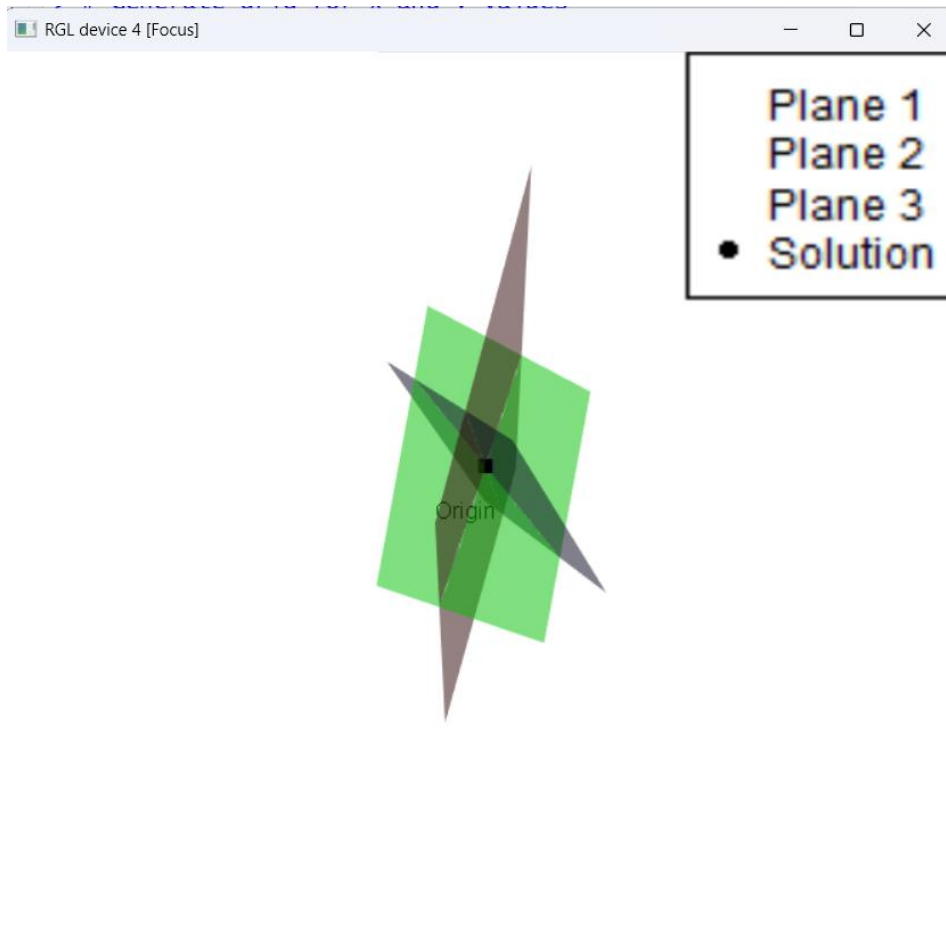 RGL device 4 [Focus]
Plane 1
Plane 2
Plane 3
Solution
Origin